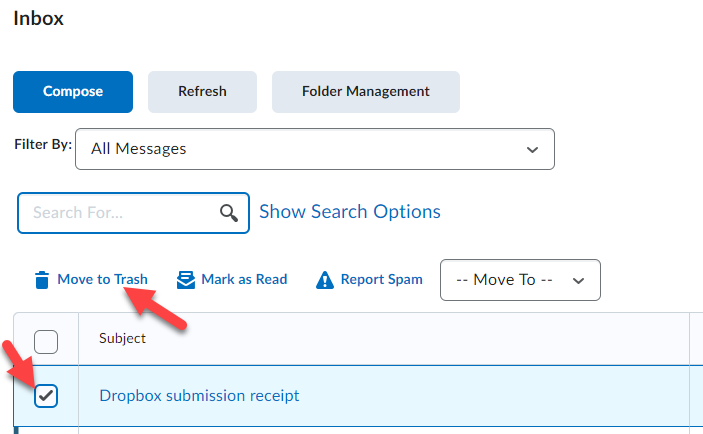 Inbox
Compose Refresh Folder Management
Filter By: All Messages
Search For... Show Search Options
Move to Trash Mark as Read Report Spam -- Move To --
Subject
Dropbox submission receipt